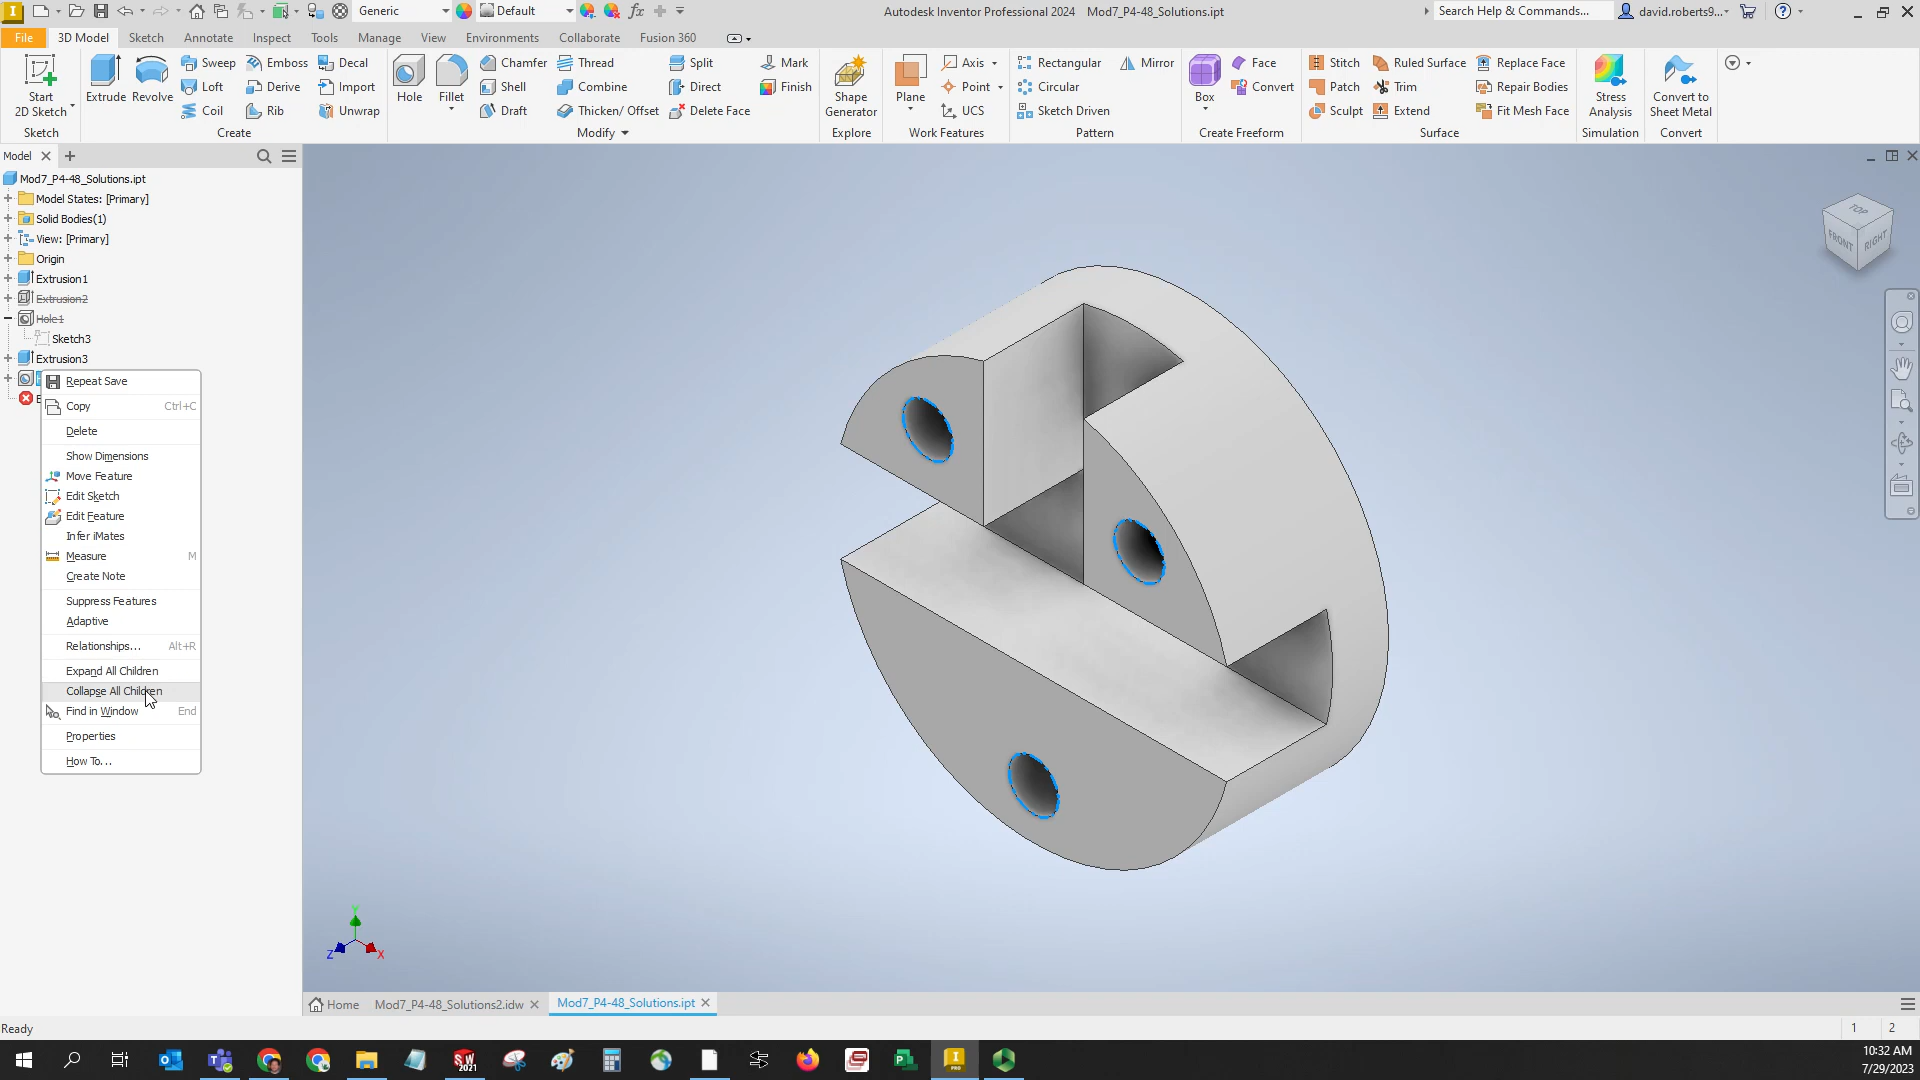 Generic
Default
fx
Autodesk Inventor Professional 2024 Mod7_P4-48_Solutions.ipt
Search Help & Commands...
david.roberts9...
File 3D Model Sketch Annotate Inspect Tools Manage View Environments Collaborate Fusion 360
Start
2D Sketch
Sketch
Extrude Revolve
Sweep Emboss Decal
Loft Derive Import
Coil Rib Unwrap
Create
Hole Fillet
Chamfer Thread Split Mark
Shell Combine Direct Finish
Draft Thicken/ Offset Delete Face
Modify
Shape
Generator
Explore
Plane
Axis
Point
UCS
Work Features
Rectangular Mirror
Circular
Sketch Driven
Pattern
Box
Face
Convert
Create Freeform
Stitch Ruled Surface Replace Face
Patch Trim Repair Bodies
Sculpt Extend Fit Mesh Face
Surface
Stress
Analysis
Simulation
Convert to
Sheet Metal
Convert
Model
Mod7_P4-48_Solutions.ipt
Model States: [Primary]
Solid Bodies(1)
View: [Primary]
Origin
Extrusion1
Extrusion2
Hole1
Sketch3
Extrusion3
Repeat Save
Copy Ctrl+C
Delete
Show Dimensions
Move Feature
Edit Sketch
Edit Feature
Infer iMates
Measure M
Create Note
Suppress Features
Adaptive
Relationships... Alt+R
Expand All Children
Collapse All Children
Find in Window End
Properties
How To...
TOP
FRONT
RIGHT
Y
Z
X
Home Mod7_P4-48_Solutions2.idw Mod7_P4-48_Solutions.ipt
Ready
1 2
10:32 AM
7/29/2023